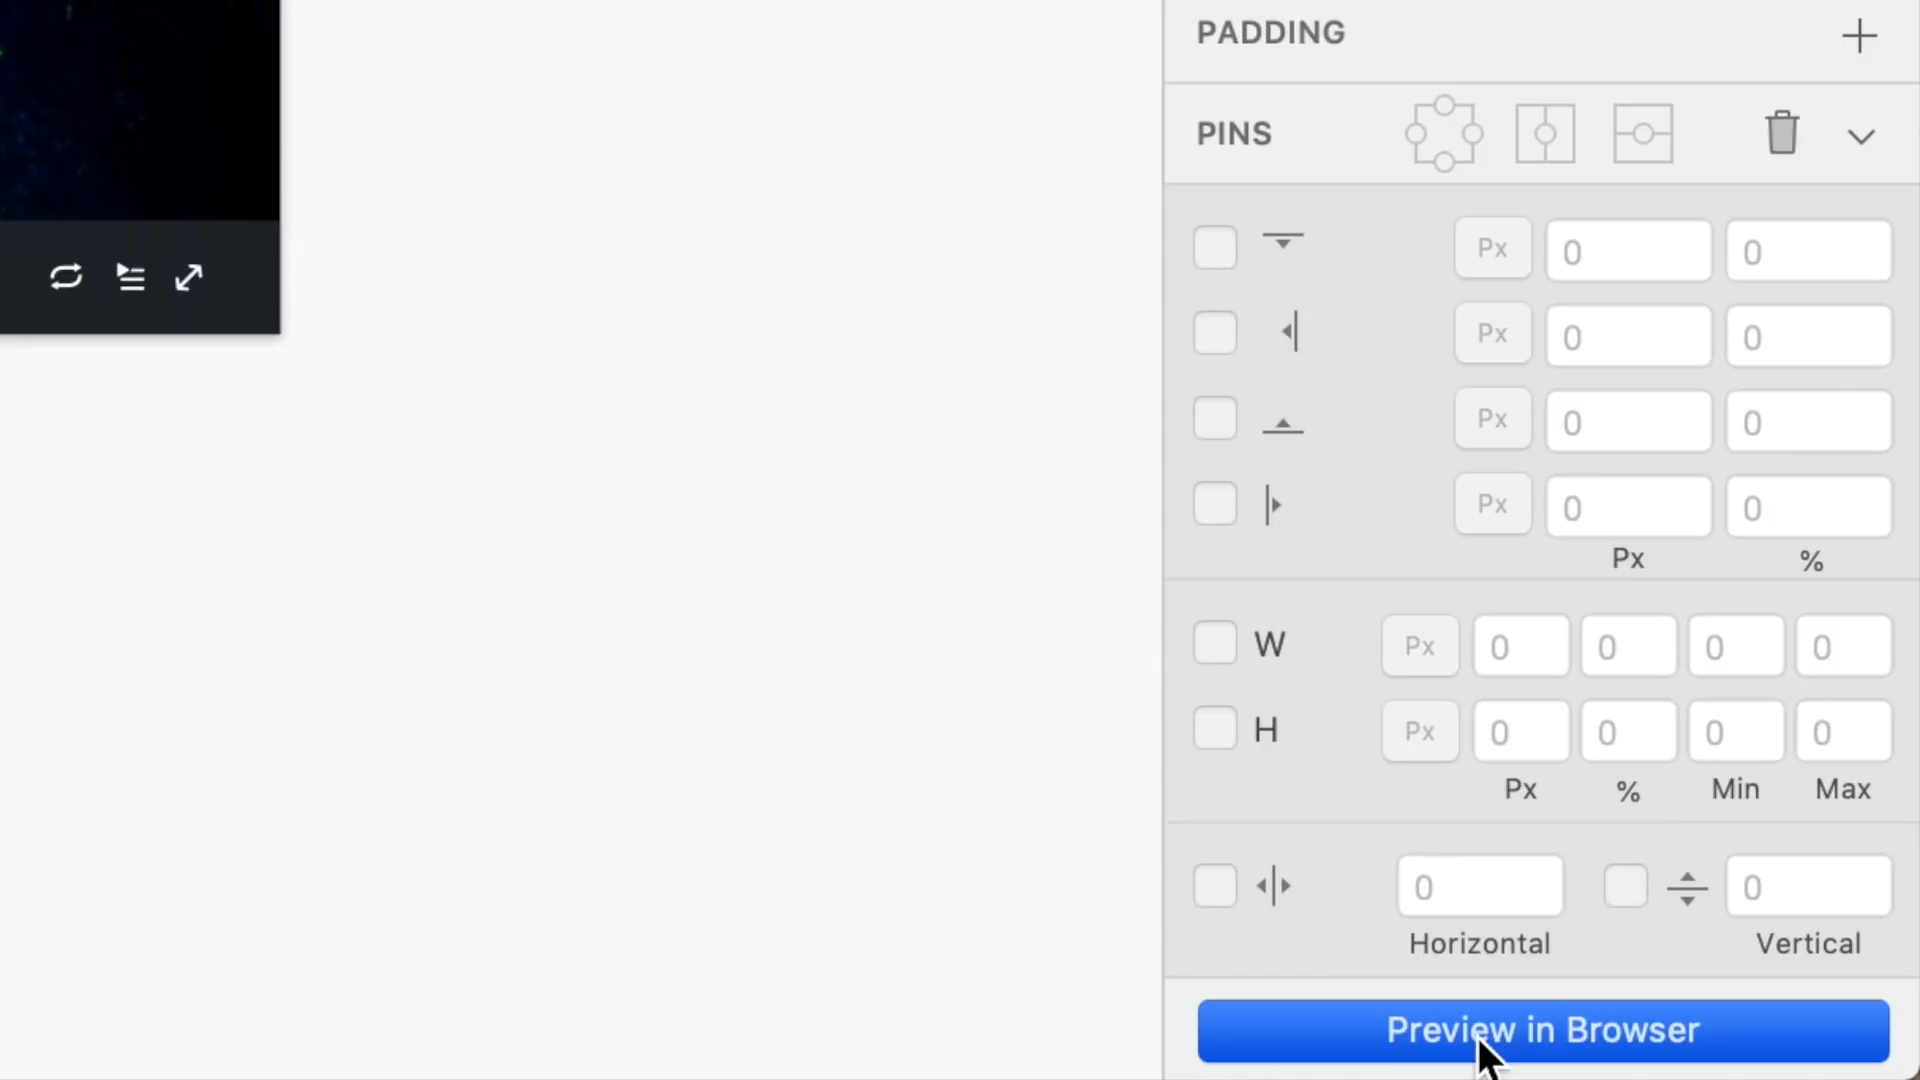 PADDING
PINS
Px 0 0
Px 0 0
Px 0 0
Px 0 0
Px %
W Px 0 0 0 0
H Px 0 0 0 0
Px % Min Max
0 0
Horizontal Vertical
Preview in Browser